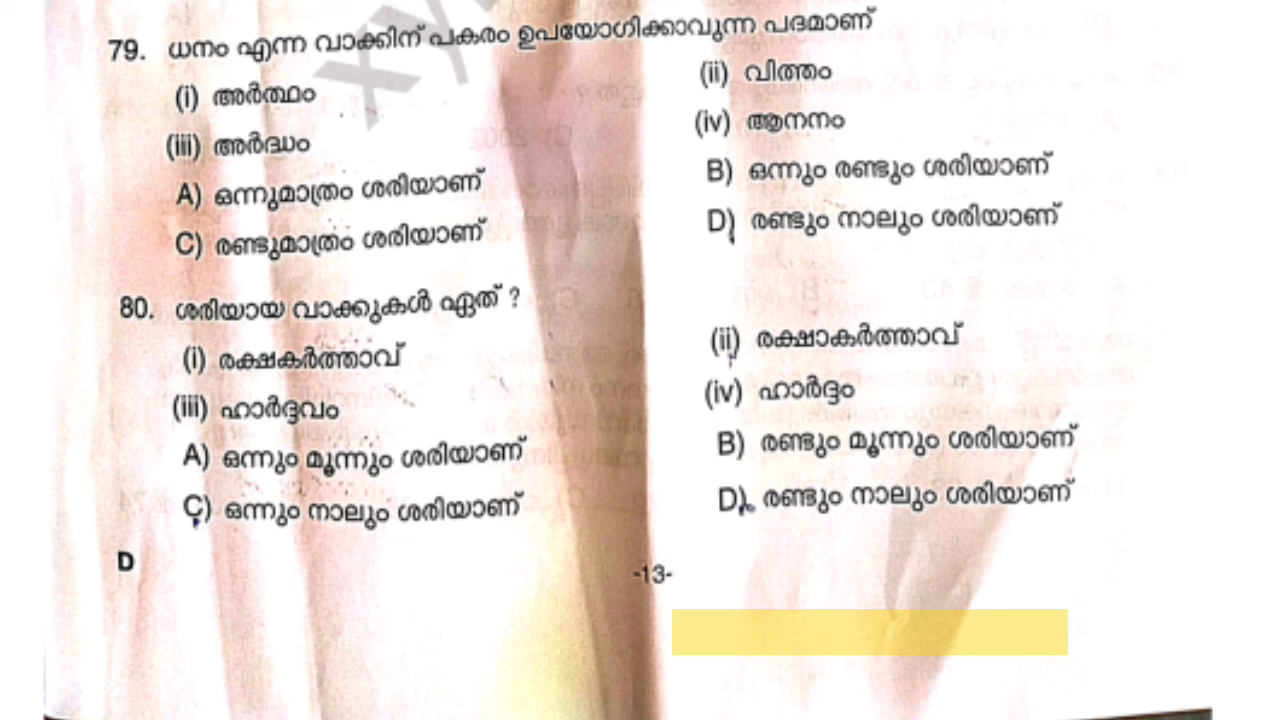 79. ധനം എന്ന വാക്കിന് പകരം ഉപയോഗിക്കാവുന്ന പദമാണ്
(i) അർത്ഥം (ii) വിത്തം
(iii) അർദ്ധം (iv) ആനനം
A) ഒന്നുമാത്രം ശരിയാണ് B) ഒന്നും രണ്ടും ശരിയാണ്
C) രണ്ടുമാത്രം ശരിയാണ് D) രണ്ടും നാലും ശരിയാണ്
80. ശരിയായ വാക്കുകൾ ഏത് ?
(i) രക്ഷകർത്താവ് (ii) രക്ഷാകർത്താവ്
(iii) ഹാർദ്ദവം (iv) ഹാർദ്ദം
A) ഒന്നും മൂന്നും ശരിയാണ് B) രണ്ടും മൂന്നും ശരിയാണ്
C) ഒന്നും നാലും ശരിയാണ് D) രണ്ടും നാലും ശരിയാണ്
D -13-